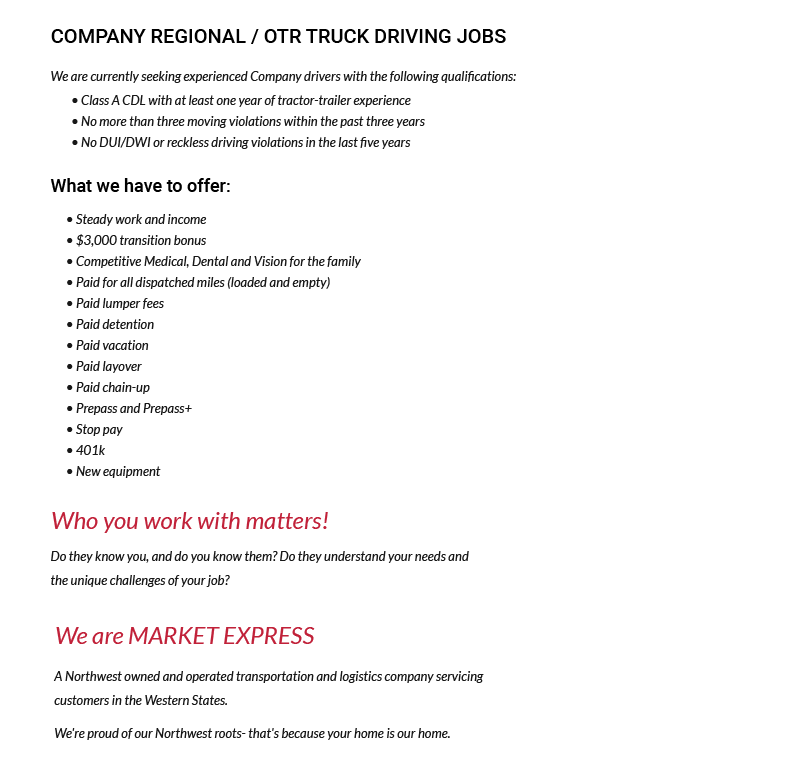 COMPANY REGIONAL / OTR TRUCK DRIVING JOBS
We are currently seeking experienced Company drivers with the following qualifications:
• Class A CDL with at least one year of tractor-trailer experience
• No more than three moving violations within the past three years
• No DUI/DWI or reckless driving violations in the last five years
What we have to offer:
• Steady work and income
• $3,000 transition bonus
• Competitive Medical, Dental and Vision for the family
• Paid for all dispatched miles (loaded and empty)
• Paid lumper fees
• Paid detention
• Paid vacation
• Paid layover
• Paid chain-up
• Prepass and Prepass+
• Stop pay
• 401k
• New equipment
Who you work with matters!
Do they know you, and do you know them? Do they understand your needs and
the unique challenges of your job?
We are MARKET EXPRESS
A Northwest owned and operated transportation and logistics company servicing
customers in the Western States.
We're proud of our Northwest roots- that's because your home is our home.